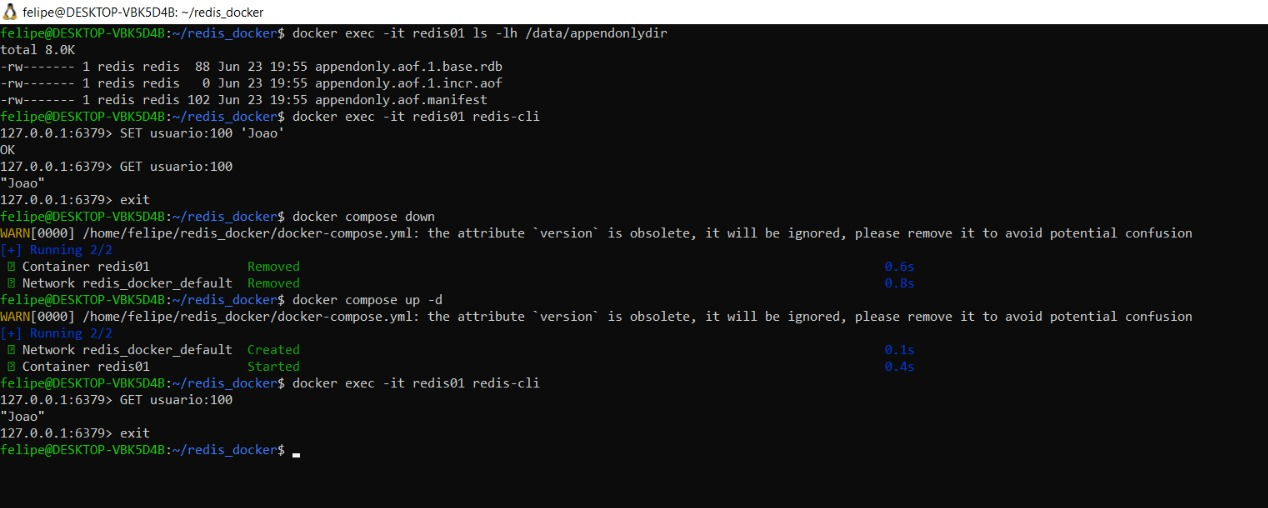 felipe@DESKTOP-VBK5D4B: ~/redis_docker
felipe@DESKTOP-VBK5D4B:~/redis_docker$ docker exec -it redis01 ls -lh /data/appendonlydir
total 8.0K
-rw------- 1 redis redis  88 Jun 23 19:55 appendonly.aof.1.base.rdb
-rw------- 1 redis redis   0 Jun 23 19:55 appendonly.aof.1.incr.aof
-rw------- 1 redis redis 102 Jun 23 19:55 appendonly.aof.manifest
felipe@DESKTOP-VBK5D4B:~/redis_docker$ docker exec -it redis01 redis-cli
127.0.0.1:6379> SET usuario:100 'Joao'
OK
127.0.0.1:6379> GET usuario:100
"Joao"
127.0.0.1:6379> exit
felipe@DESKTOP-VBK5D4B:~/redis_docker$ docker compose down
WARN[0000] /home/felipe/redis_docker/docker-compose.yml: the attribute `version` is obsolete, it will be ignored, please remove it to avoid potential confusion
[+] Running 2/2
Container redis01 Removed 0.6s
Network redis_docker_default Removed 0.8s
felipe@DESKTOP-VBK5D4B:~/redis_docker$ docker compose up -d
WARN[0000] /home/felipe/redis_docker/docker-compose.yml: the attribute `version` is obsolete, it will be ignored, please remove it to avoid potential confusion
[+] Running 2/2
Network redis_docker_default Created 0.1s
Container redis01 Started 0.4s
felipe@DESKTOP-VBK5D4B:~/redis_docker$ docker exec -it redis01 redis-cli
127.0.0.1:6379> GET usuario:100
"Joao"
127.0.0.1:6379> exit
felipe@DESKTOP-VBK5D4B:~/redis_docker$